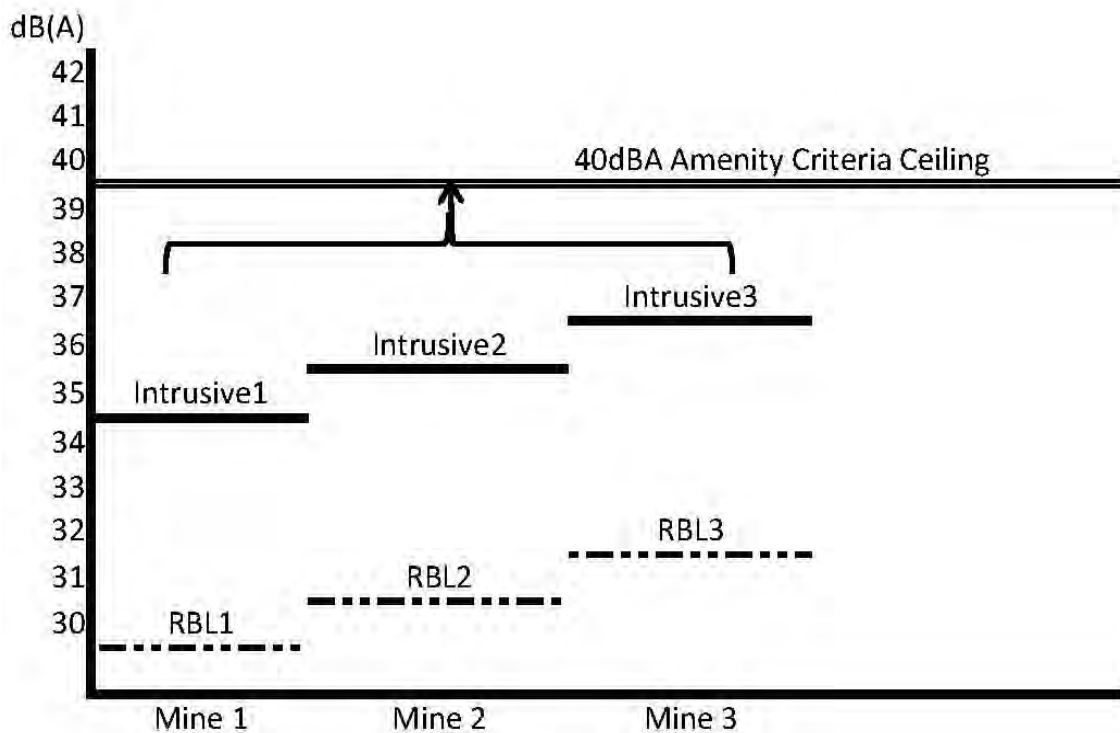 dB(A)
42
41
40
40dBA Amenity Criteria Ceiling
39
38
37
Intrusive3
36
Intrusive2
35
Intrusive1
34
33
32
RBL3
31
RBL2
30
RBL1
Mine 1 Mine 2 Mine 3